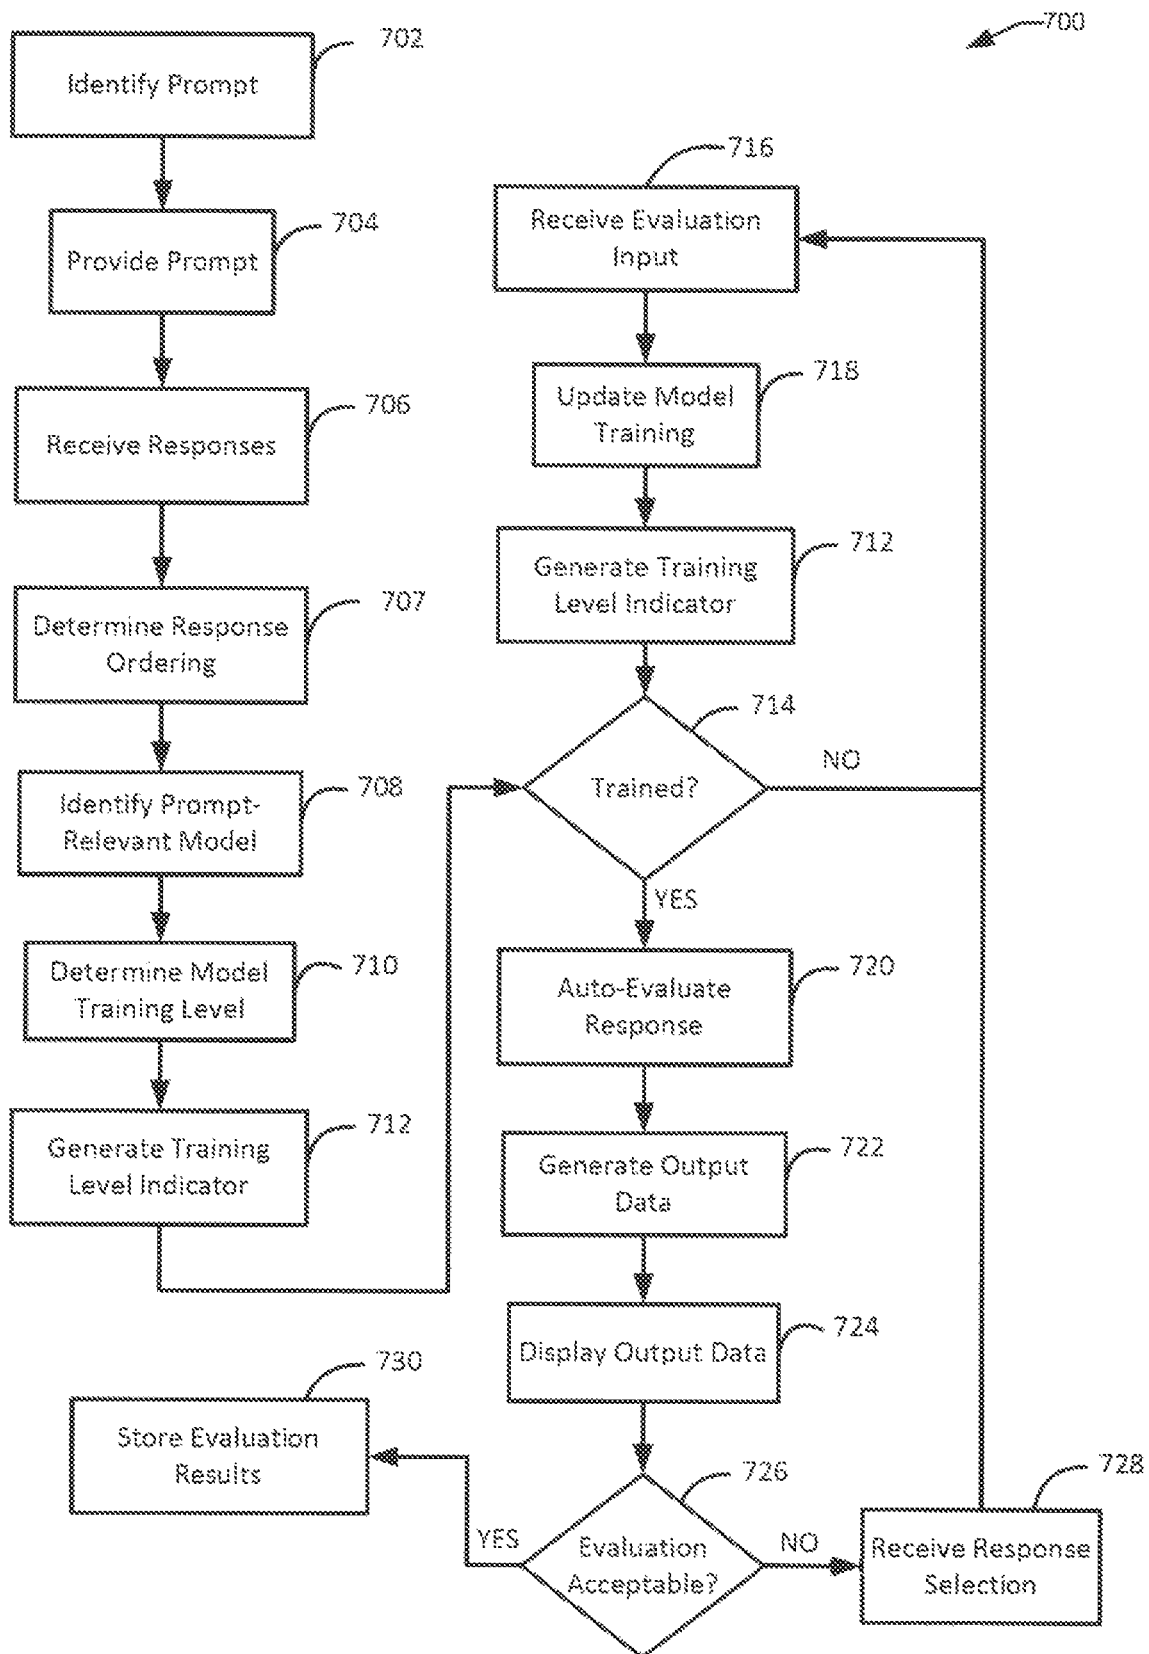 700
702
Identify Prompt
704
Provide Prompt
706
Receive Responses
707
Determine Response
Ordering
708
Identify Prompt-
Relevant Model
710
Determine Model
Training Level
712
Generate Training
Level Indicator
716
Receive Evaluation
Input
718
Update Model
Training
712
Generate Training
Level Indicator
714
Trained?
NO
YES
720
Auto-Evaluate
Response
722
Generate Output
Data
724
Display Output Data
726
Evaluation
Acceptable?
YES
NO
728
Receive Response
Selection
730
Store Evaluation
Results